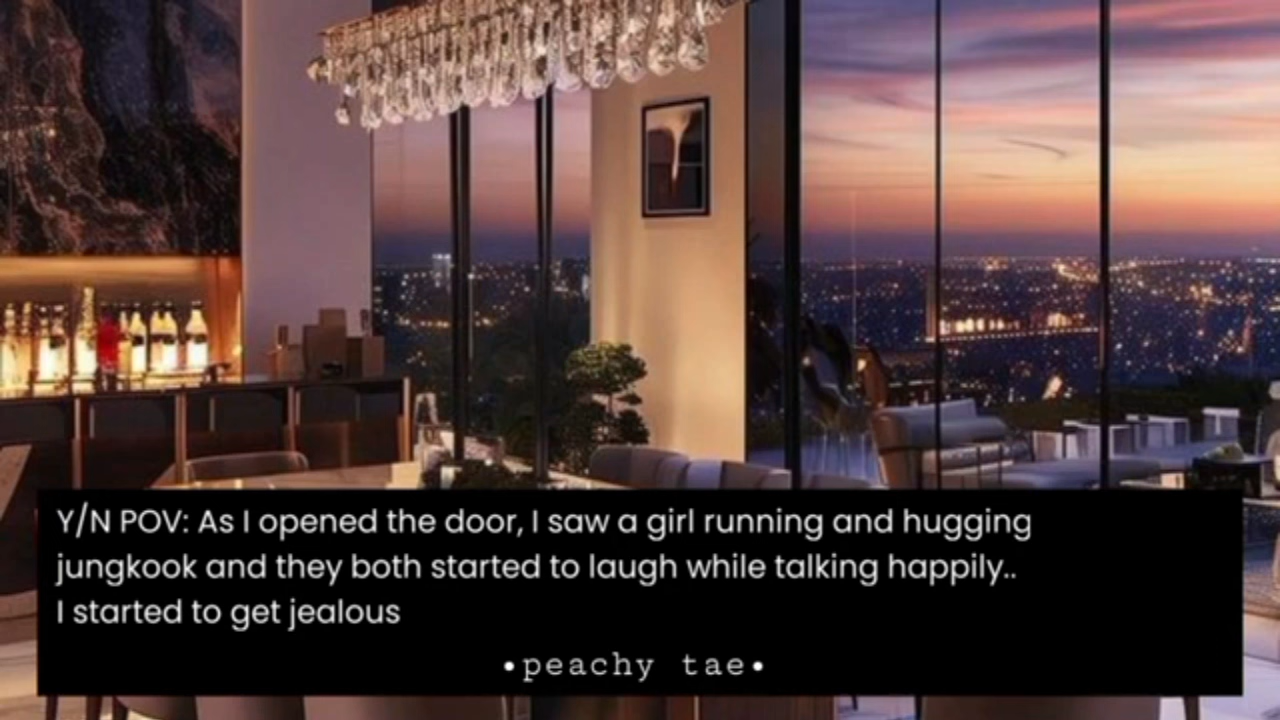 Y/N POV: As I opened the door, I saw a girl running and hugging
jungkook and they both started to laugh while talking happily..
I started to get jealous
•peachy tae•